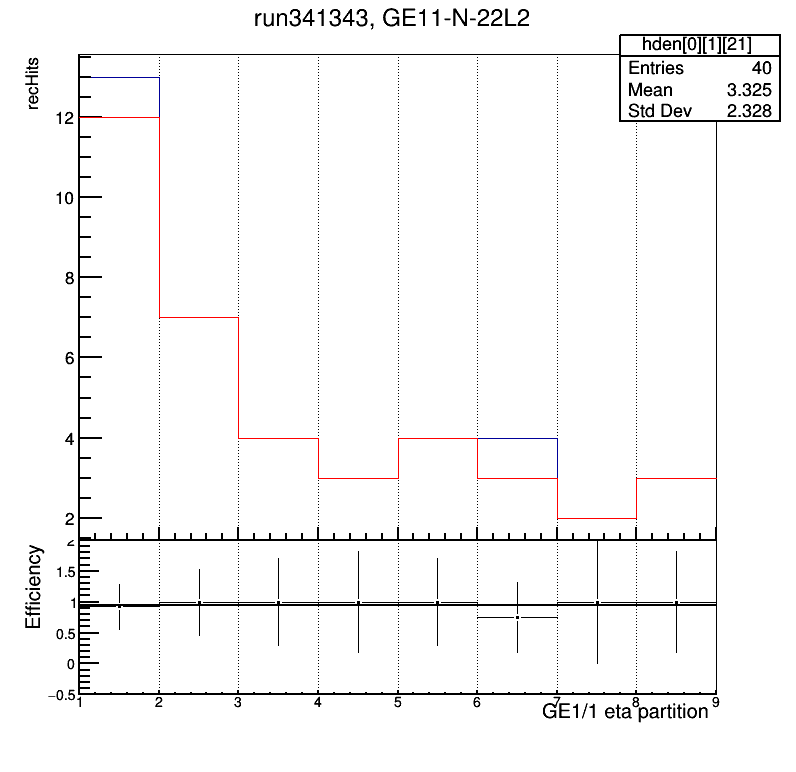 run341343, GE11-N-22L2
hden[0][1][21]
Entries 40
Mean 3.325
Std Dev 2.328
recHits
12
10
8
6
4
2
Efficiency
2
1.5
1
0.5
0
−0.5
1 2 3 4 5 6 7 8 9
GE1/1 eta partition